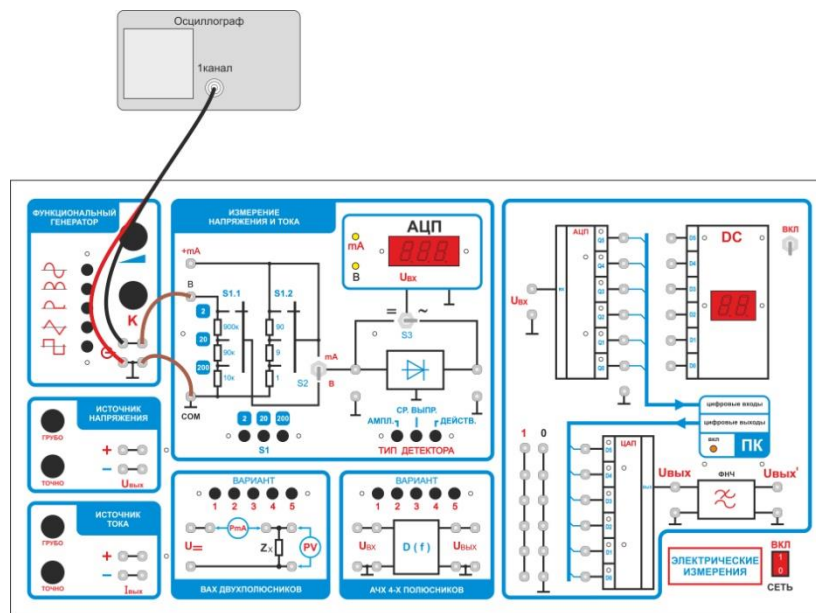 Осциллограф
1канал
ФУНКЦИОНАЛЬНЫЙ
ГЕНЕРАТОР
K
ИСТОЧНИК
НАПРЯЖЕНИЯ
ГРУБО
ТОЧНО
+
−
Uвых
ИСТОЧНИК
ТОКА
ГРУБО
ТОЧНО
+
−
Iвых
ИЗМЕРЕНИЕ
НАПРЯЖЕНИЯ И ТОКА
+mA
В
COM
S1.1
S1.2
2
20
200
900к
90к
10к
90
9
1
S2
mA
В
2
20
200
S1
АЦП
mA
В
Uвх
= ~
S3
АМПЛ.
СР. ВЫПР.
ДЕЙСТВ.
ТИП ДЕТЕКТОРА
ВАРИАНТ
1 2 3 4 5
U=
PmA
Zx
PV
ВАХ ДВУХПОЛЮСНИКОВ
ВАРИАНТ
1 2 3 4 5
Uвх
D ( f )
Uвых
АЧХ 4-Х ПОЛЮСНИКОВ
АЦП
Uвх
DC
ВКЛ
цифровые входы
цифровые выходы
вкл
ПК
1 0
ЦАП
Uвых
ФНЧ
Uвых'
ЭЛЕКТРИЧЕСКИЕ
ИЗМЕРЕНИЯ
ВКЛ
1
0
СЕТЬ